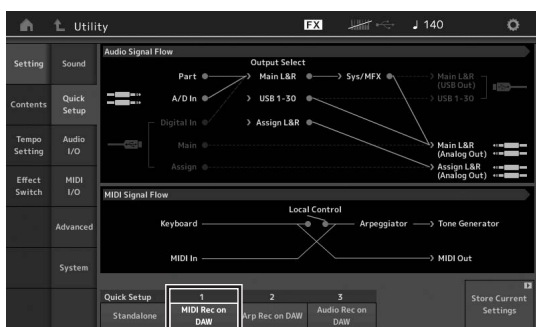 Utility
FX
140
Setting
Sound
Contents
Quick
Setup
Tempo
Setting
Audio
I/O
Effect
Switch
MIDI
I/O
Advanced
System
Audio Signal Flow
Output Select
Part
Main L&R
Sys/MFX
Main L&R
(USB Out)
A/D In
USB 1-30
USB 1-30
Digital In
Assign L&R
Main
Main L&R
(Analog Out)
Assign
Assign L&R
(Analog Out)
MIDI Signal Flow
Local Control
Keyboard
Arpeggiator
Tone Generator
MIDI In
MIDI Out
Quick Setup
1
2
3
Standalone
MIDI Rec on
DAW
Arp Rec on DAW
Audio Rec on
DAW
Store Current
Settings